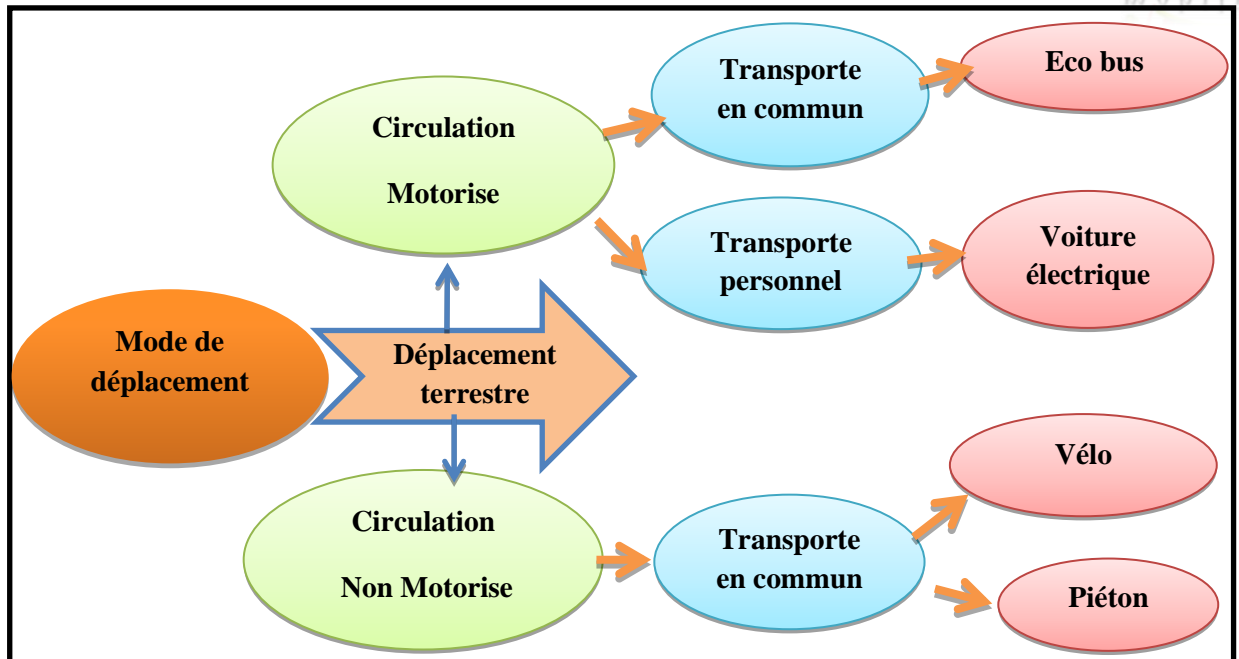 Transporte
en commun
Eco bus
Circulation
Motorise
Transporte
personnel
Voiture
électrique
Mode de
déplacement
Déplacement
terrestre
Vélo
Circulation
Non Motorise
Transporte
en commun
Piéton